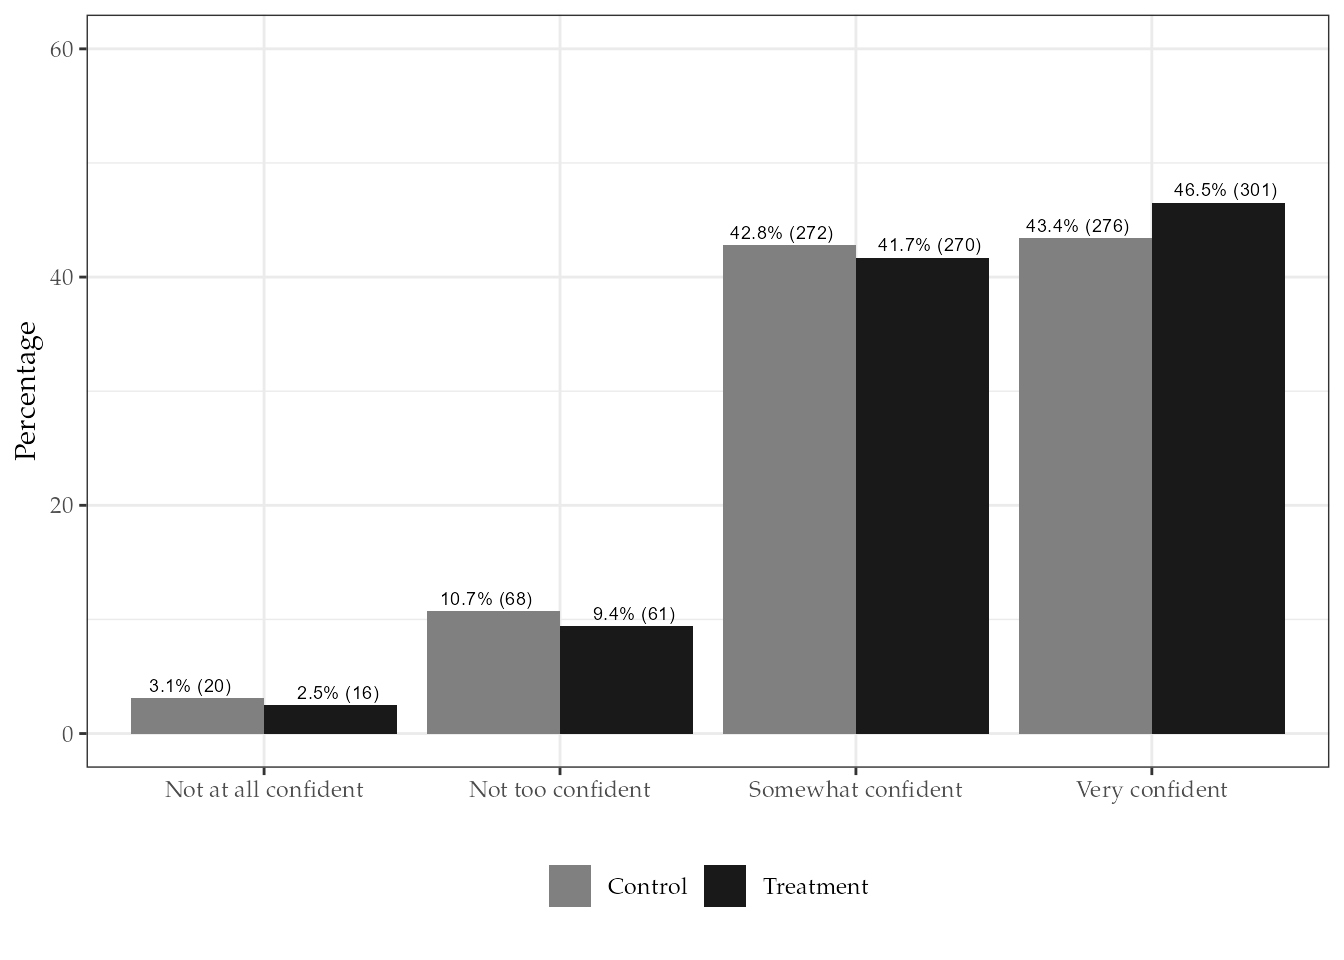 60
46.5% (301)
43.4% (276)
42.8% (272)
41.7% (270)
40
Percentage
20
10.7% (68)
9.4% (61)
3.1% (20)
2.5% (16)
0
Not at all confident
Not too confident
Somewhat confident
Very confident
Control
Treatment